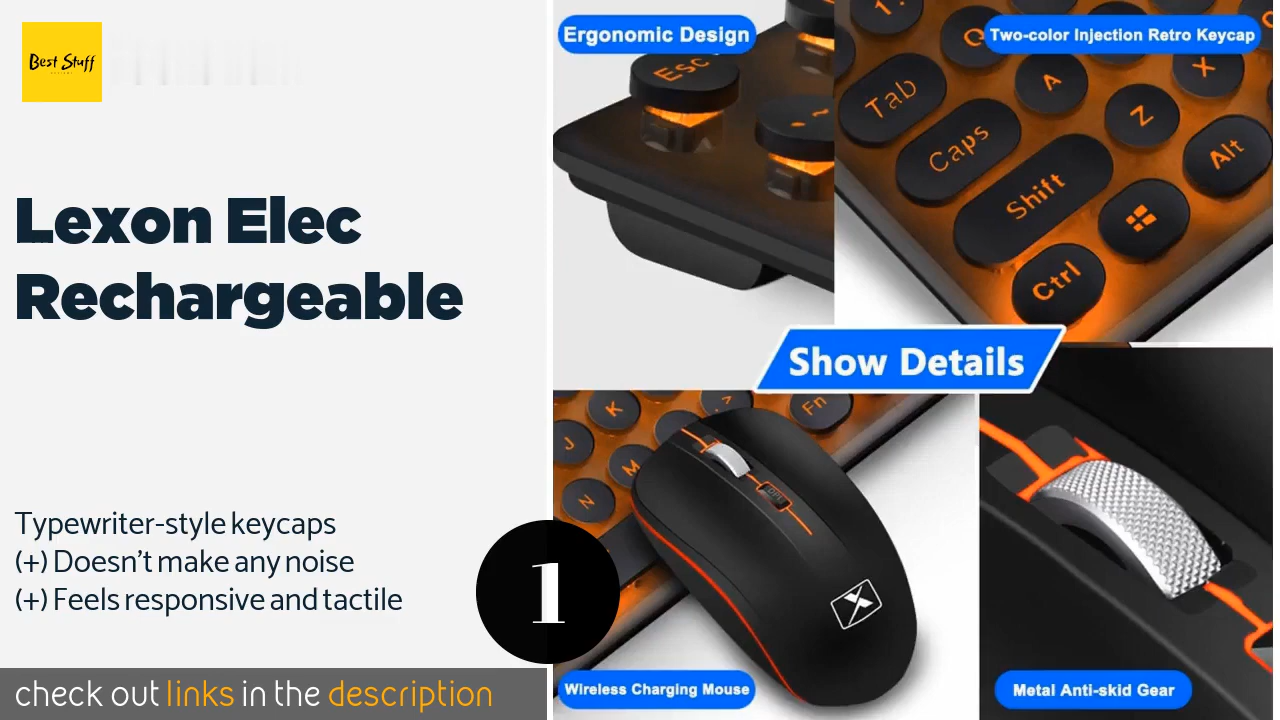 Best Stuff
Lexon Elec
Rechargeable
Typewriter-style keycaps
(+) Doesn't make any noise
(+) Feels responsive and tactile
1
check out links in the description
Ergonomic Design
Esc
Two-color Injection Retro Keycap
1
Q
Tab
A
X
Caps
Z
Shift
Alt
Ctrl
Show Details
K
Fn
J
M
N
Wireless Charging Mouse
Metal Anti-skid Gear